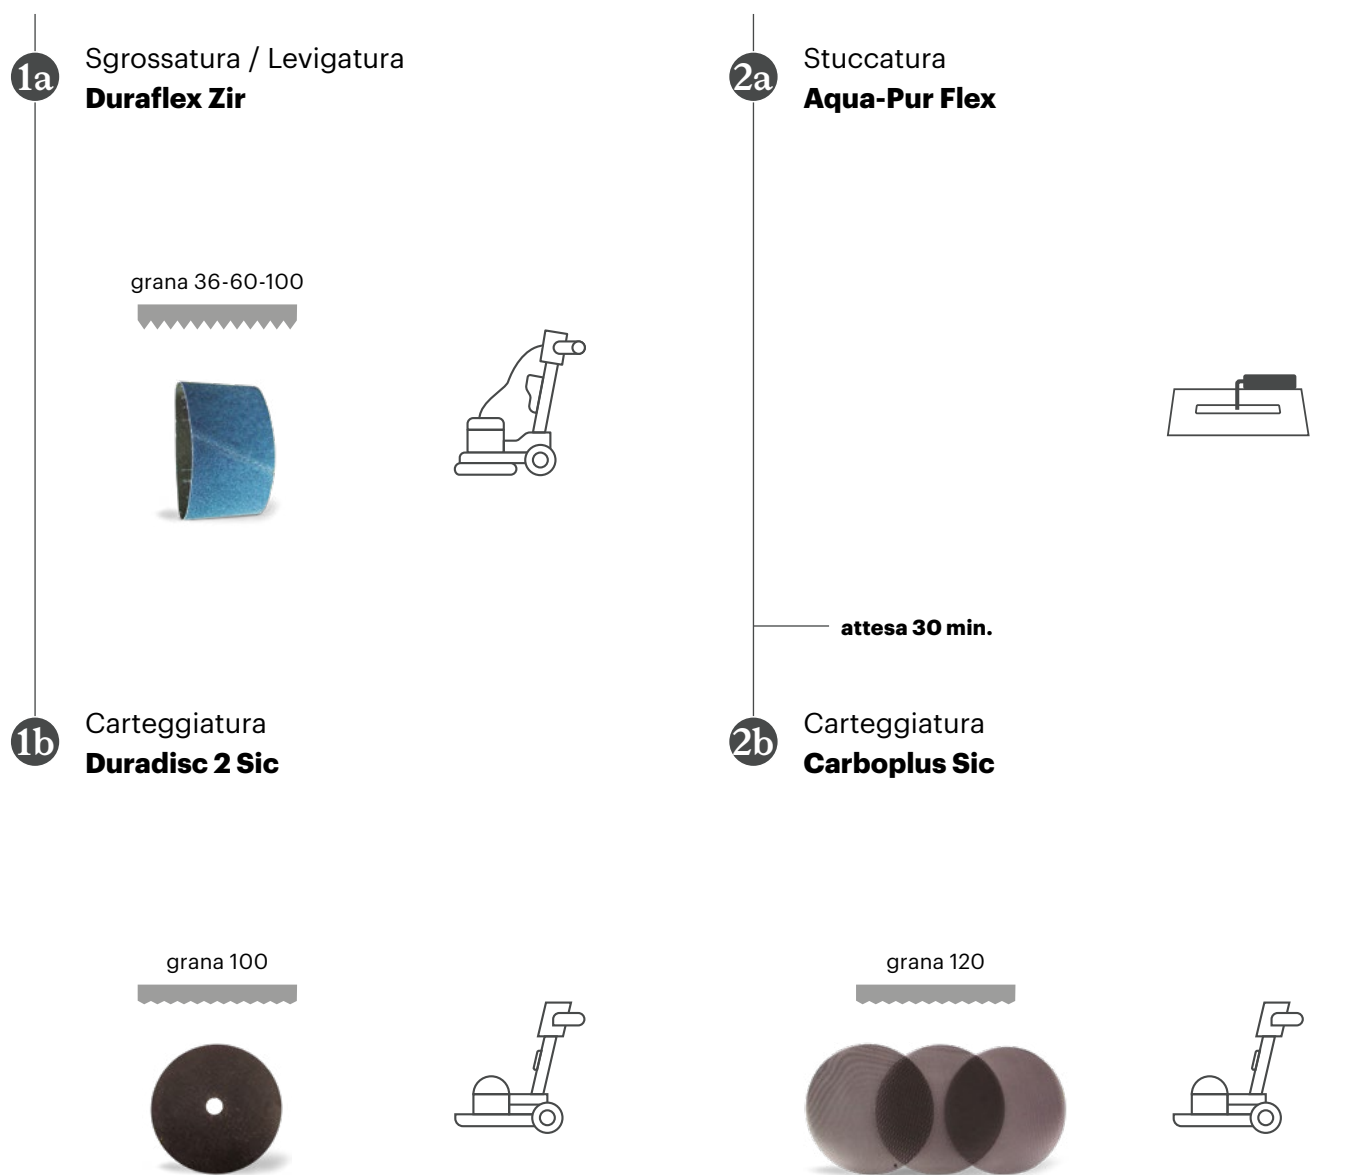 1a
Sgrossatura / Levigatura
Duraflex Zir
grana 36-60-100
1b
Carteggiatura
Duradisc 2 Sic
grana 100
2a
Stuccatura
Aqua-Pur Flex
attesa 30 min.
2b
Carteggiatura
Carboplus Sic
grana 120